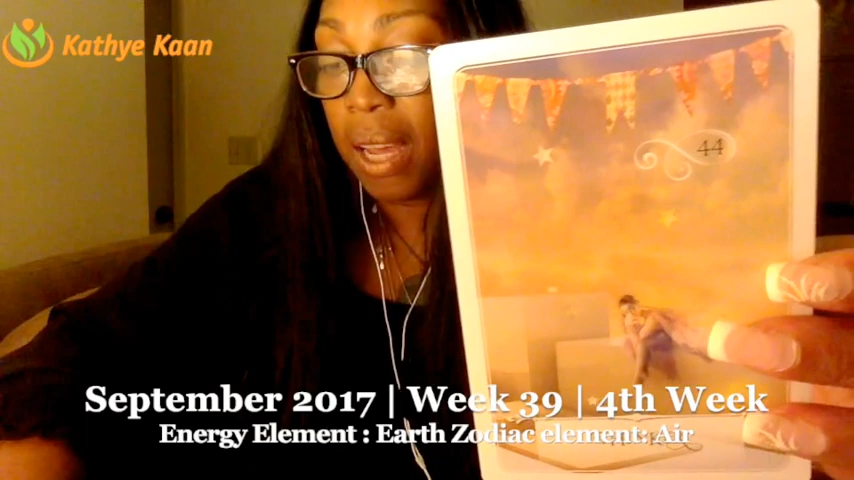 Kathye Kaan
44
September 2017 | Week 39 | 4th Week
Energy Element : Earth Zodiac element: Air